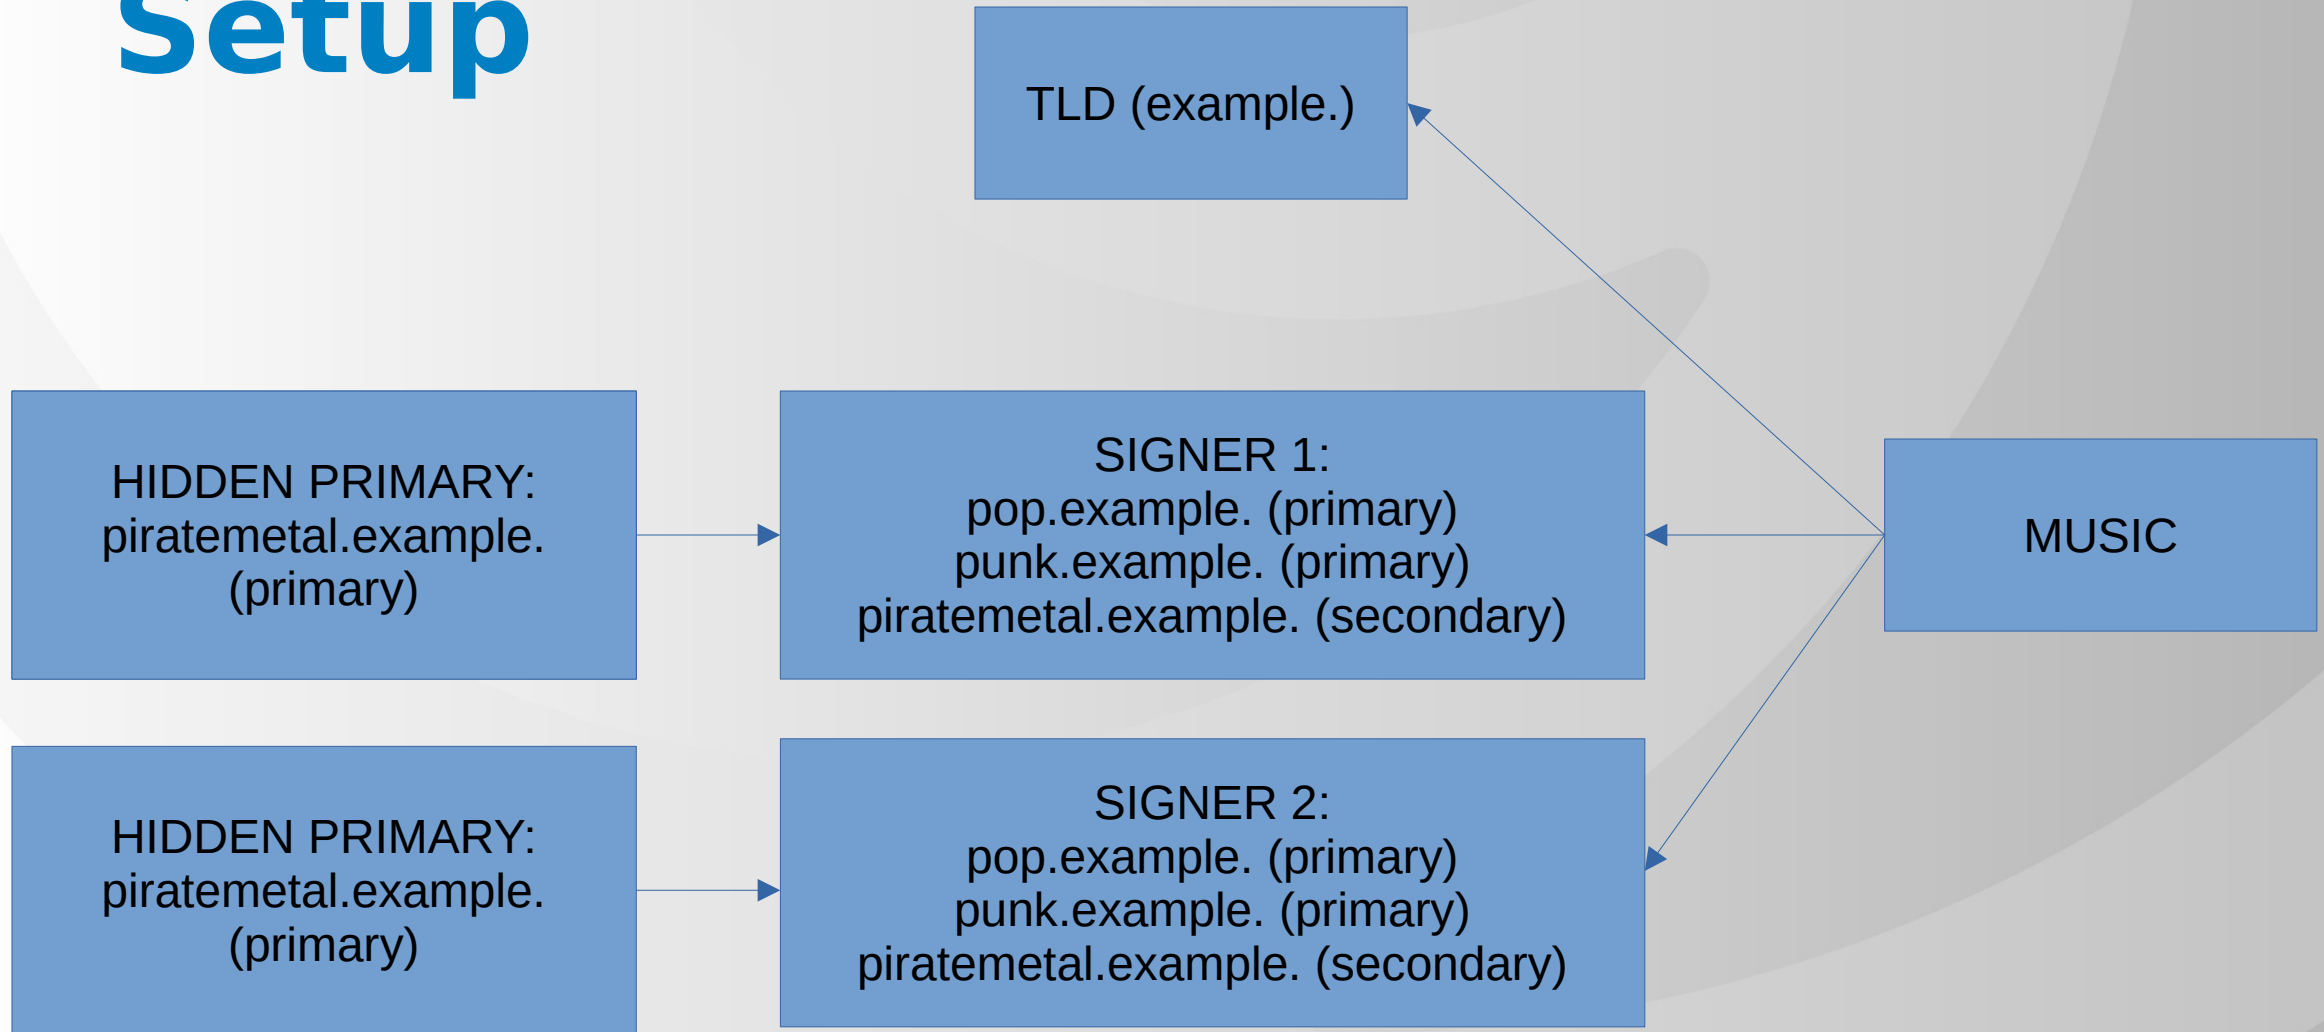 Setup
TLD (example.)
HIDDEN PRIMARY:
piratemetal.example.
(primary)
SIGNER 1:
pop.example. (primary)
punk.example. (primary)
piratemetal.example. (secondary)
MUSIC
HIDDEN PRIMARY:
piratemetal.example.
(primary)
SIGNER 2:
pop.example. (primary)
punk.example. (primary)
piratemetal.example. (secondary)